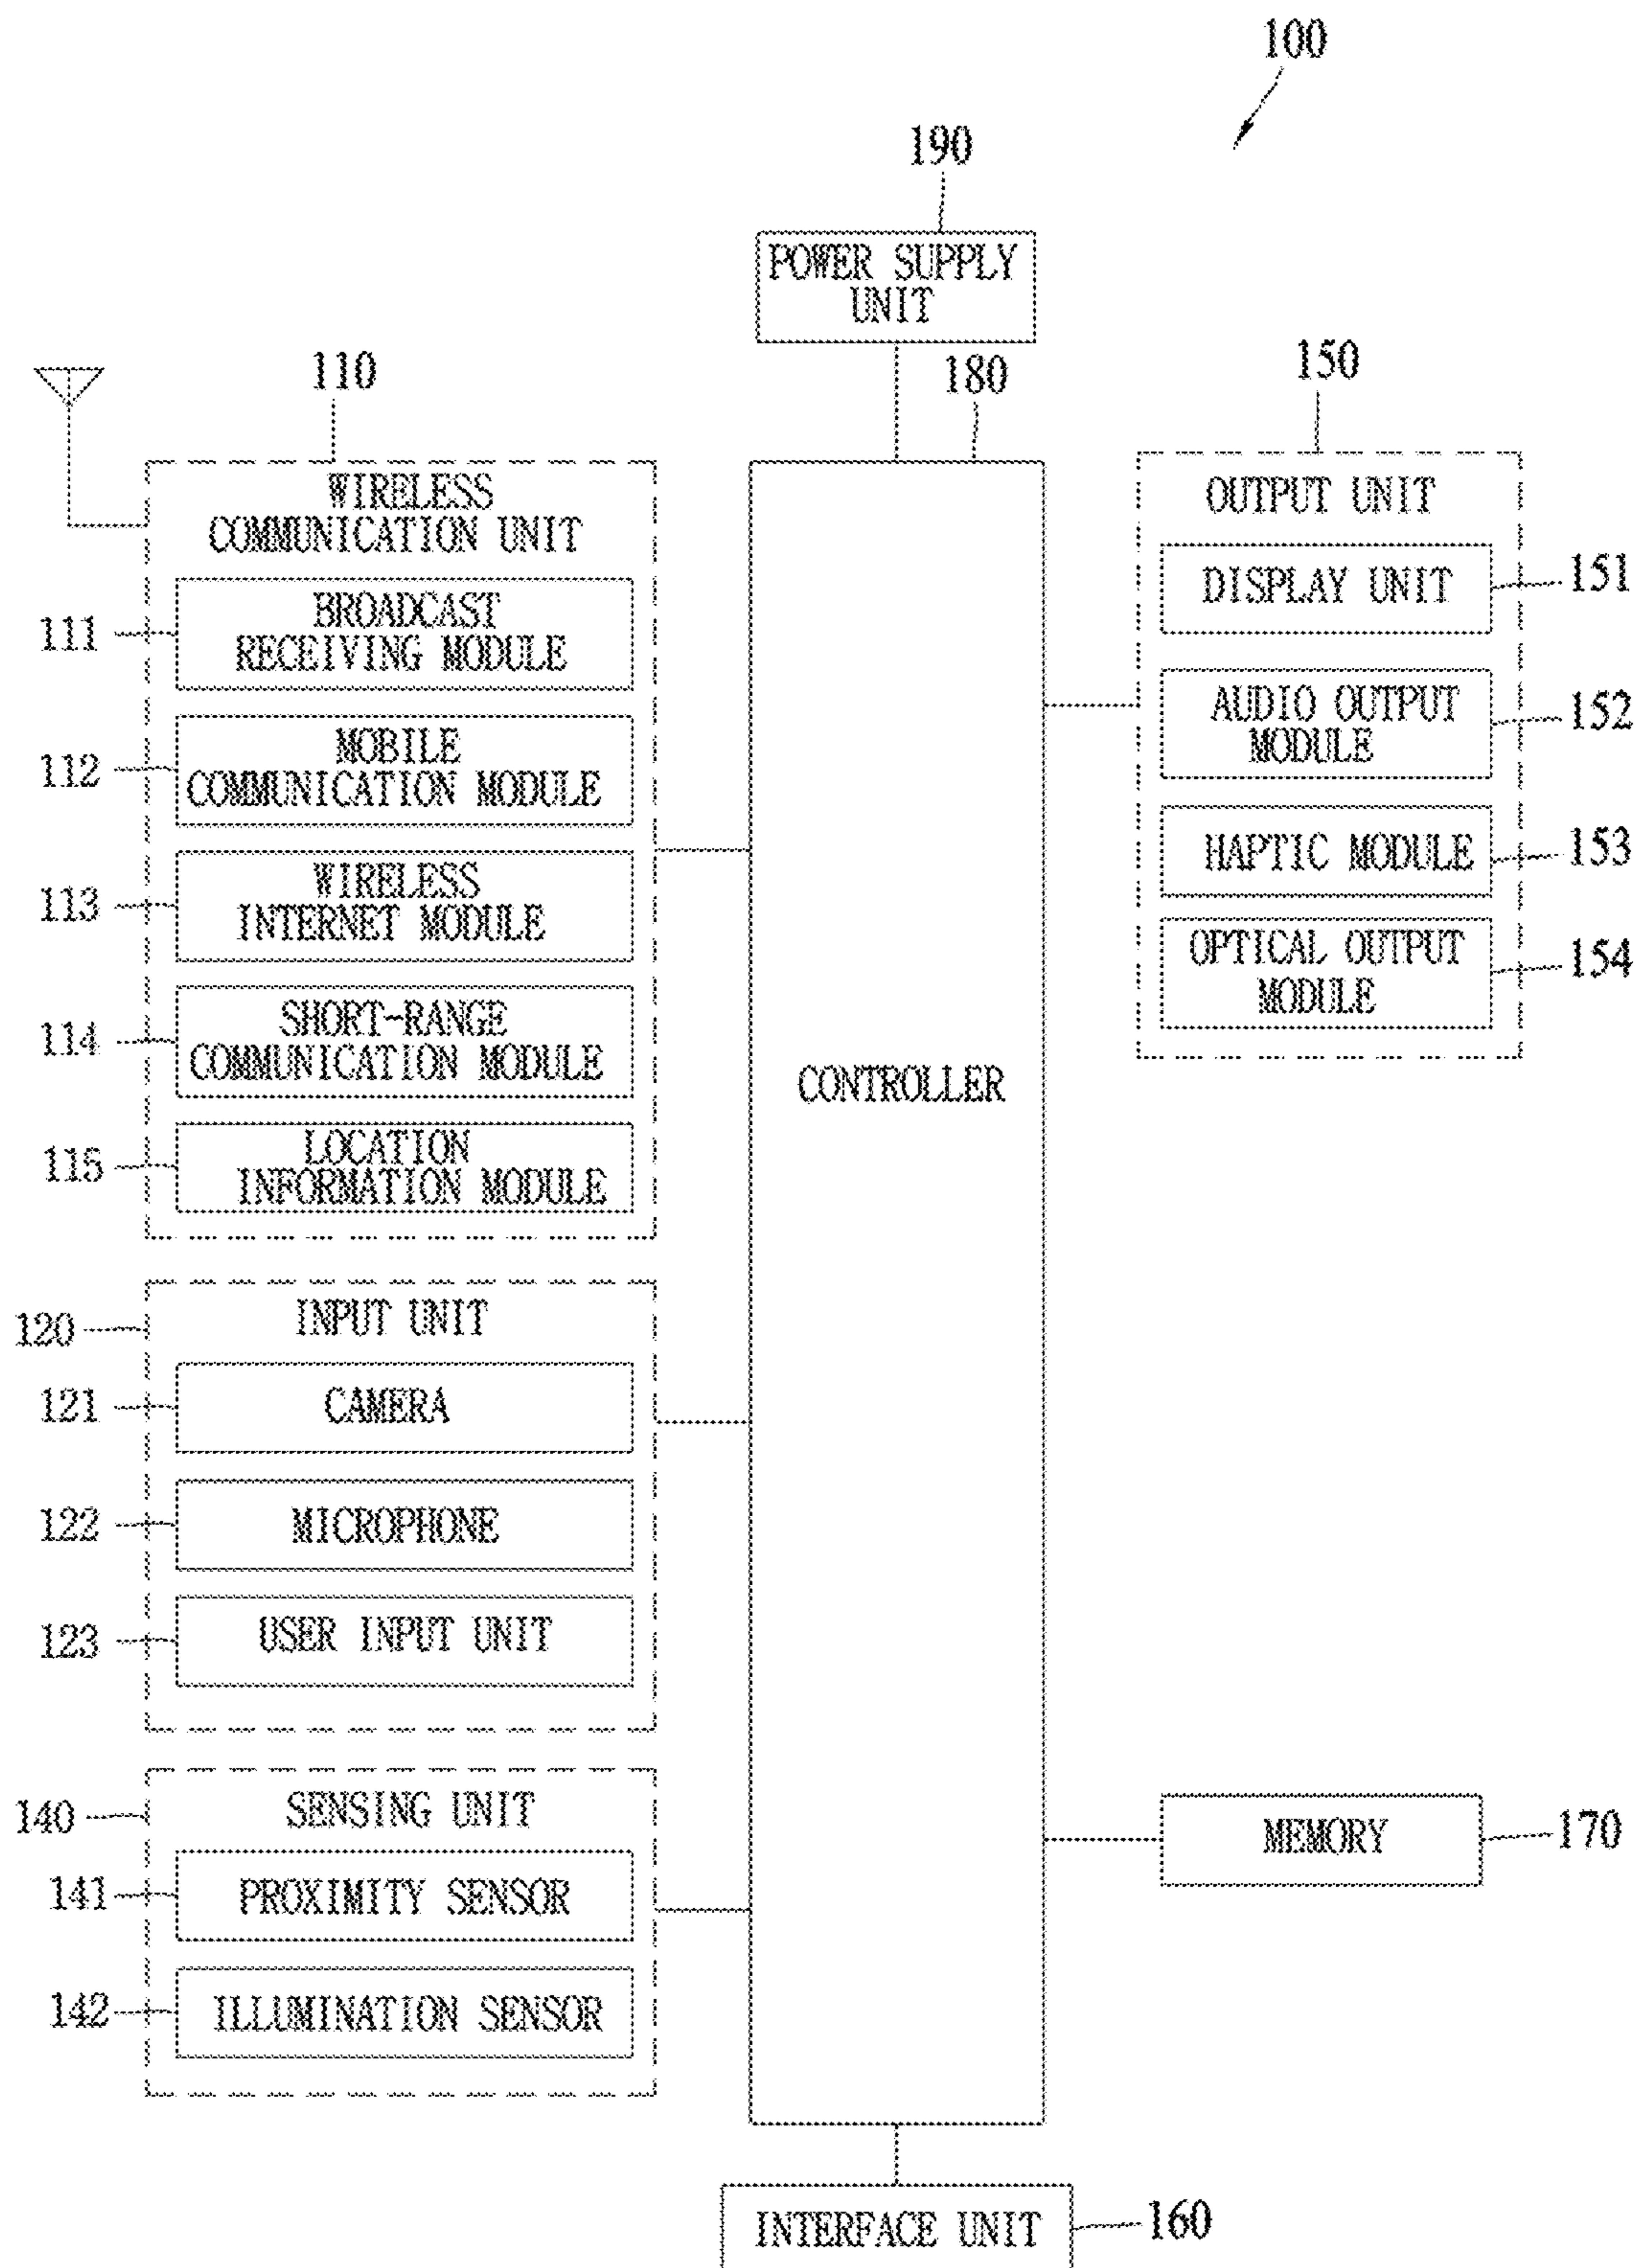 100
190
POWER SUPPLY
UNIT
110
180
150
WIRELESS
COMMUNICATION UNIT
111
BROADCAST
RECEIVING MODULE
112
MOBILE
COMMUNICATION MODULE
113
WIRELESS
INTERNET MODULE
114
SHORT-RANGE
COMMUNICATION MODULE
115
LOCATION
INFORMATION MODULE
120
INPUT UNIT
121
CAMERA
122
MICROPHONE
123
USER INPUT UNIT
140
SENSING UNIT
141
PROXIMITY SENSOR
142
ILLUMINATION SENSOR
CONTROLLER
OUTPUT UNIT
DISPLAY UNIT
151
AUDIO OUTPUT
MODULE
152
HAPTIC MODULE
153
OPTICAL OUTPUT
MODULE
154
MEMORY
170
INTERFACE UNIT
160